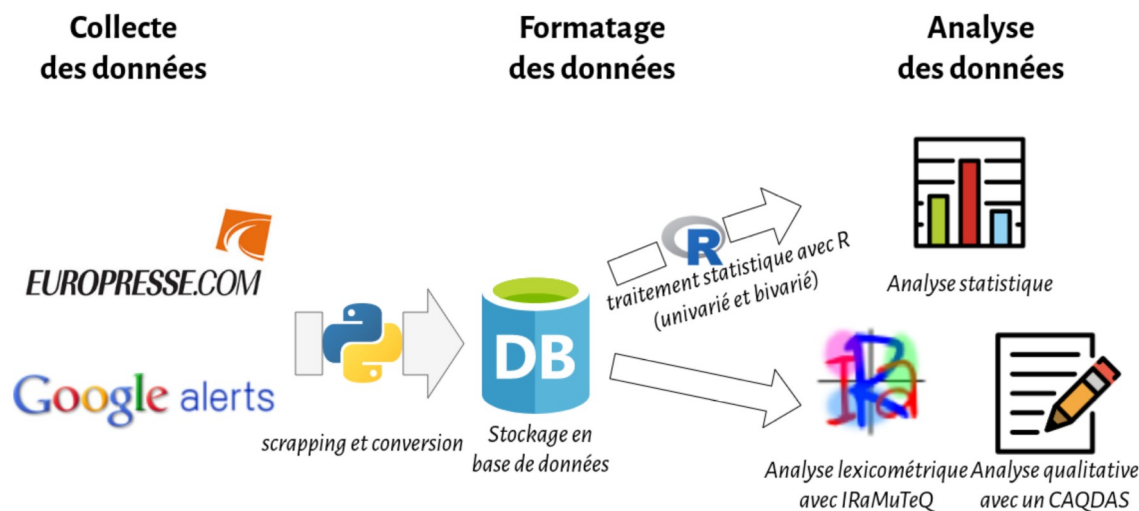 Collecte
des données
Formatage
des données
Analyse
des données
EUROPRESSE.COM
Google alerts
scrapping et conversion
DB
Stockage en
base de données
R
traitement statistique avec R
(univarié et bivarié)
Analyse statistique
IRa
Analyse lexicométrique
avec IRaMuTeQ
Analyse qualitative
avec un CAQDAS